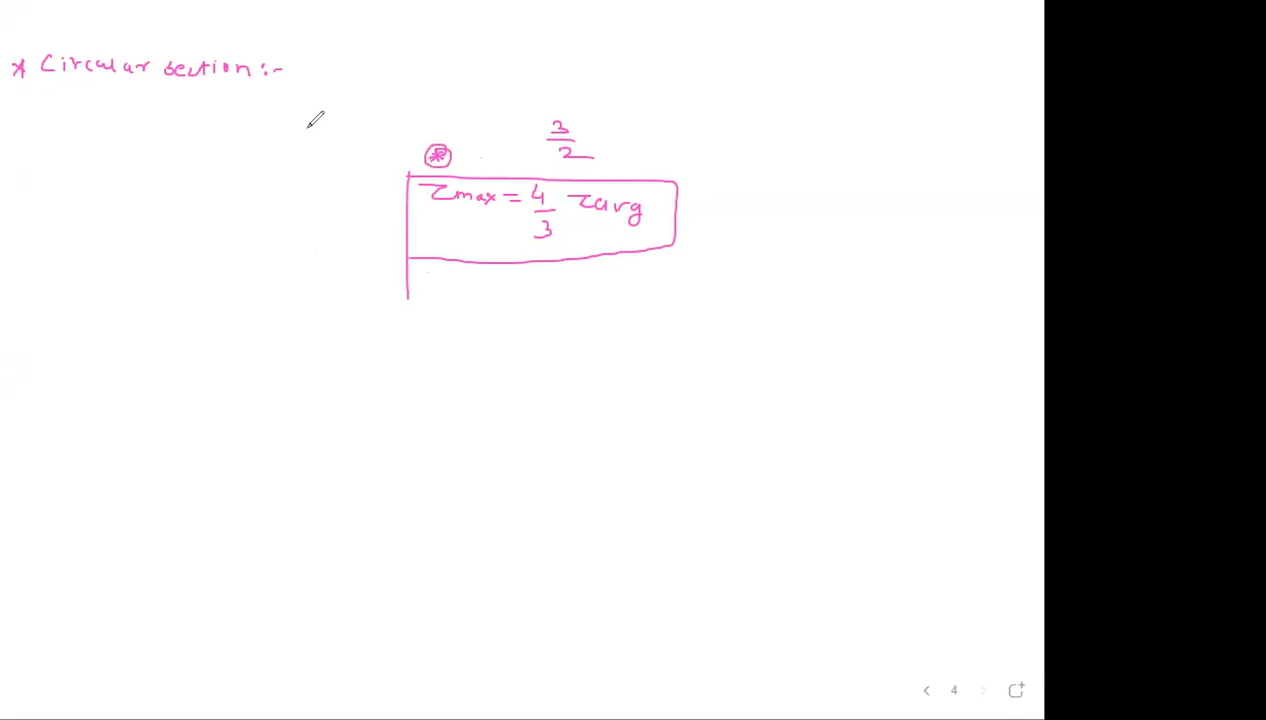 * Circular section :-
3/2
*
τmax = 4/3 τavg
4